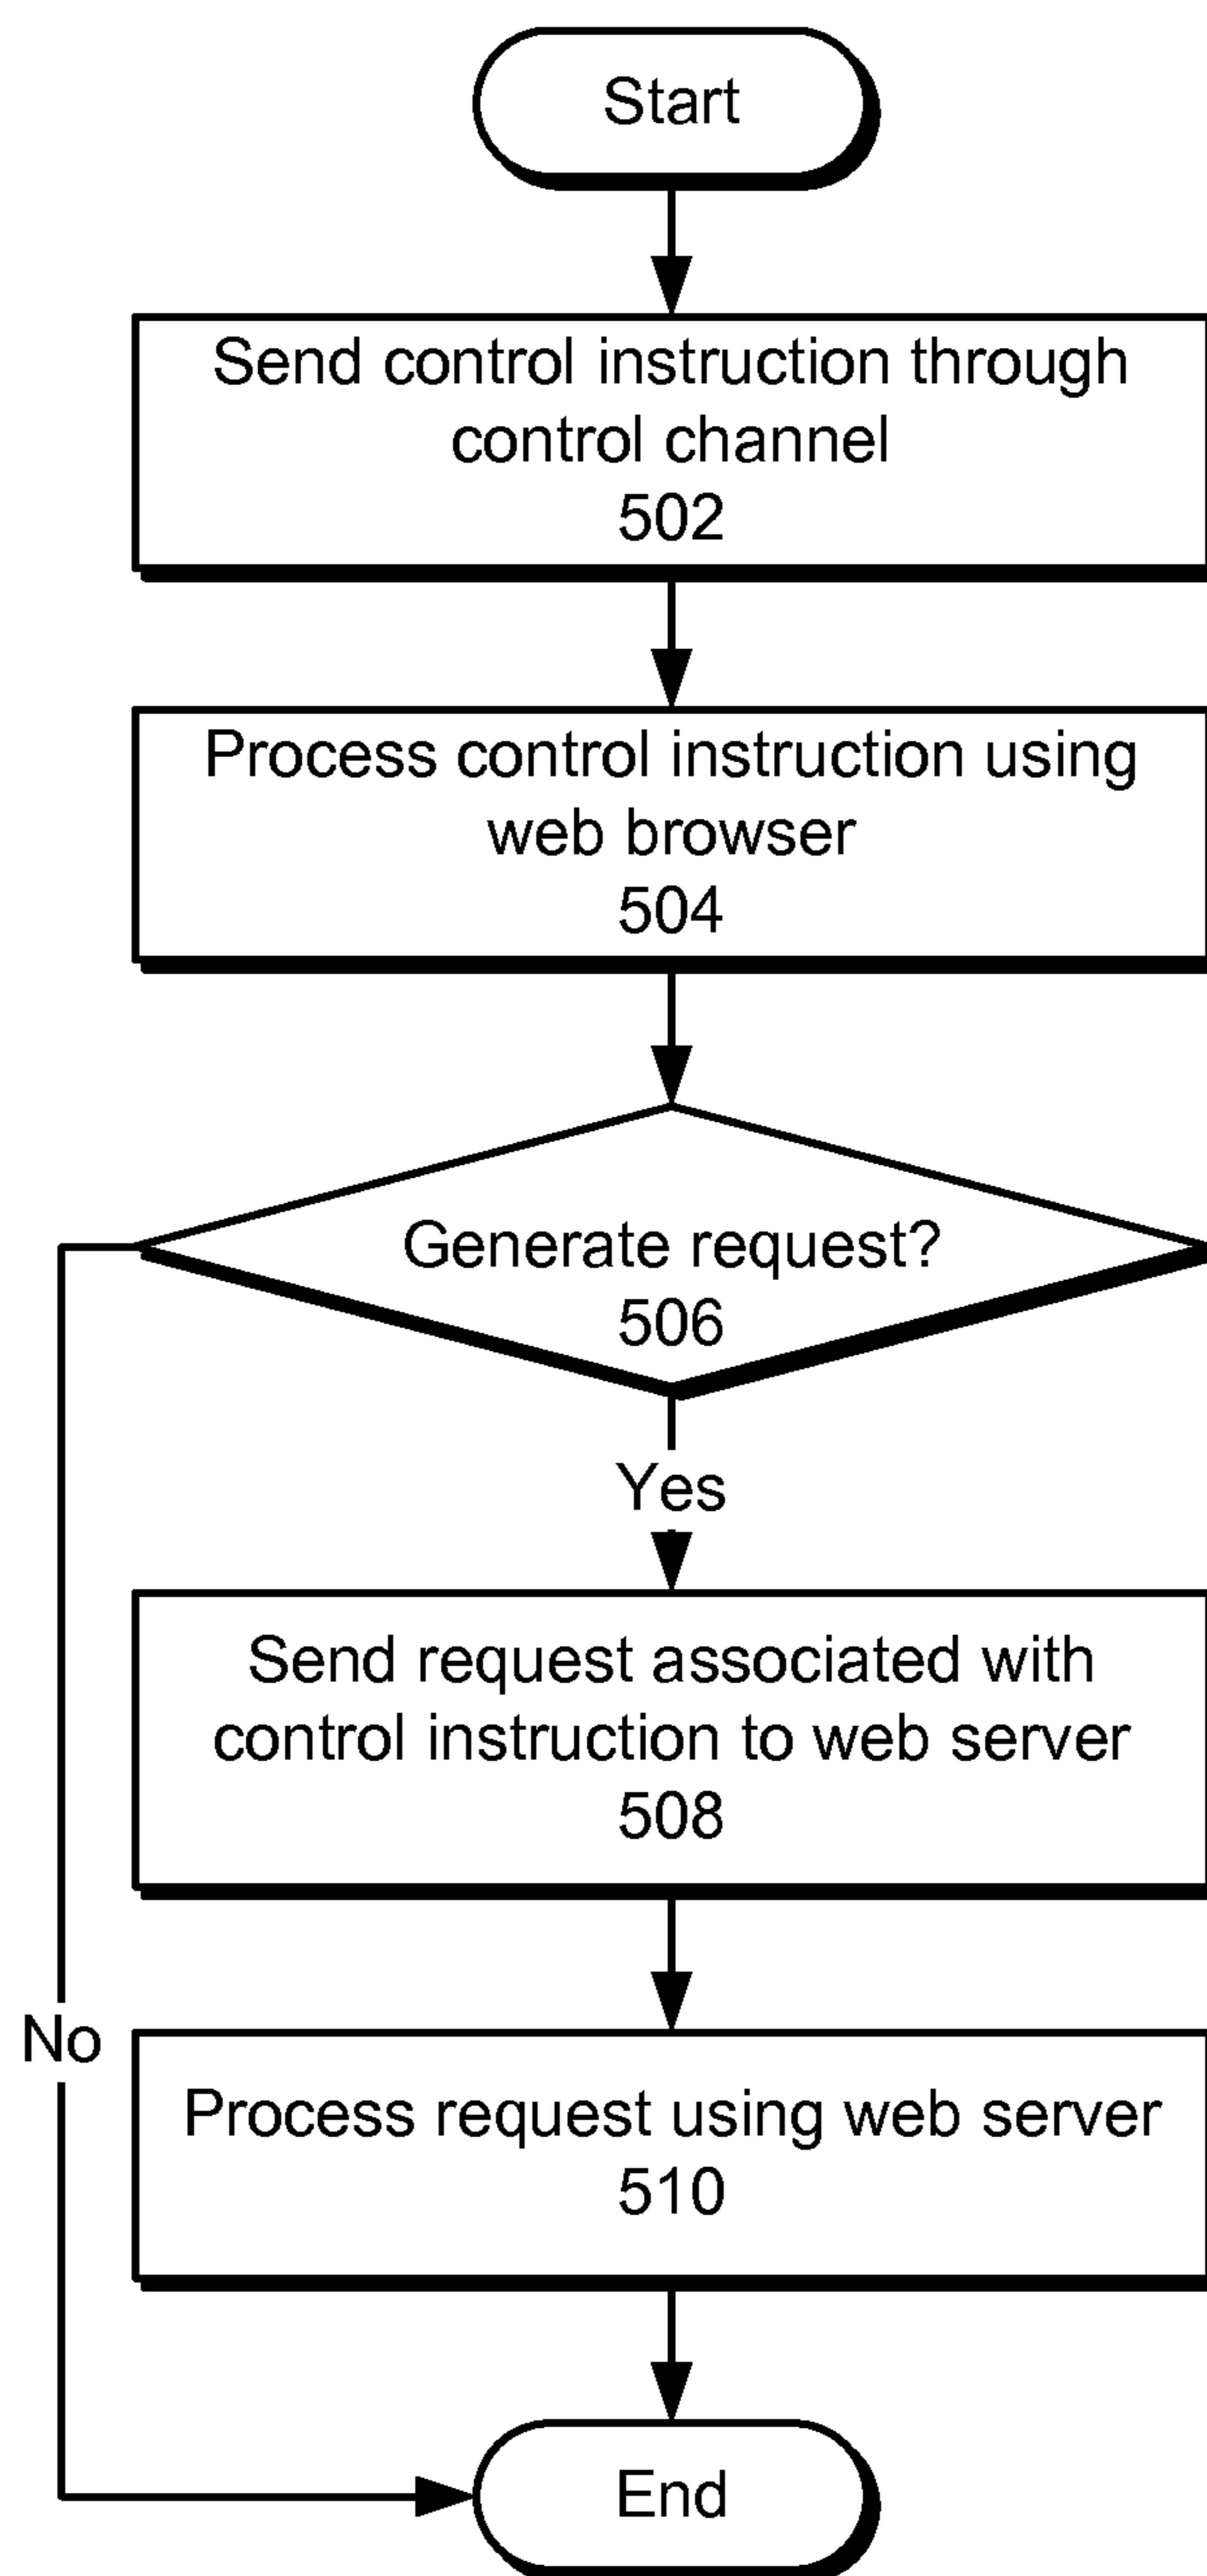 Start
Send control instruction through
control channel
502
Process control instruction using
web browser
504
Generate request?
506
Yes
Send request associated with
control instruction to web server
508
No
Process request using web server
510
End